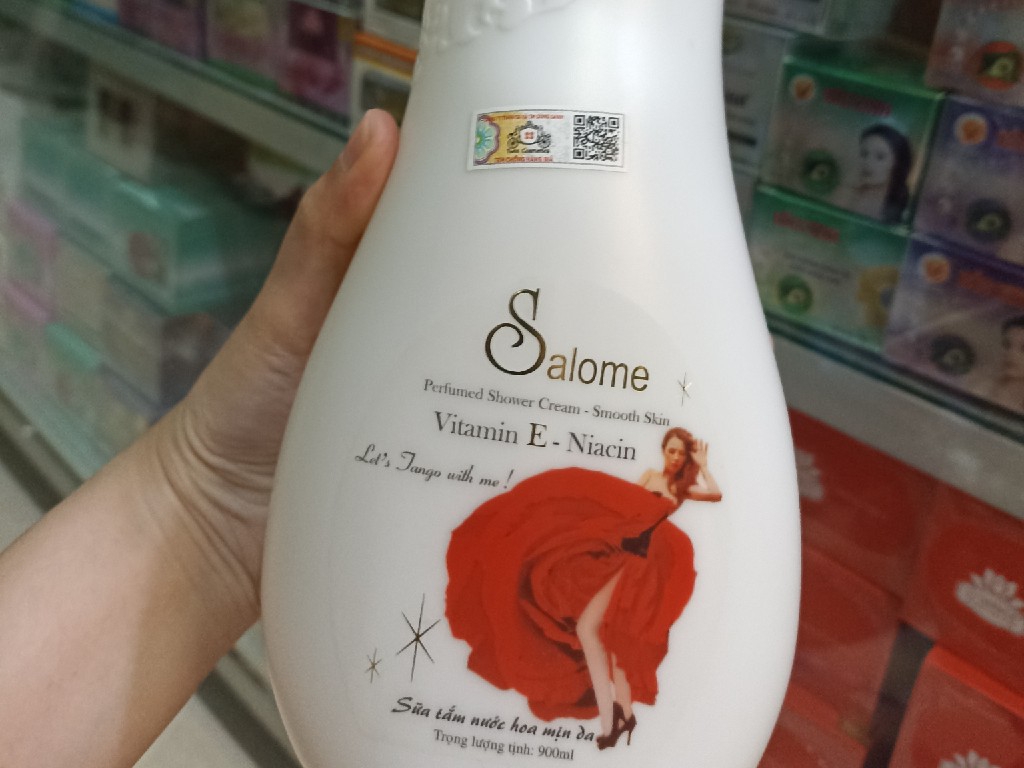 Salome
Perfumed Shower Cream - Smooth Skin
Vitamin E - Niacin
Let's Tango with me !
Sữa tắm nước hoa mịn da
Trọng lượng tịnh: 900ml